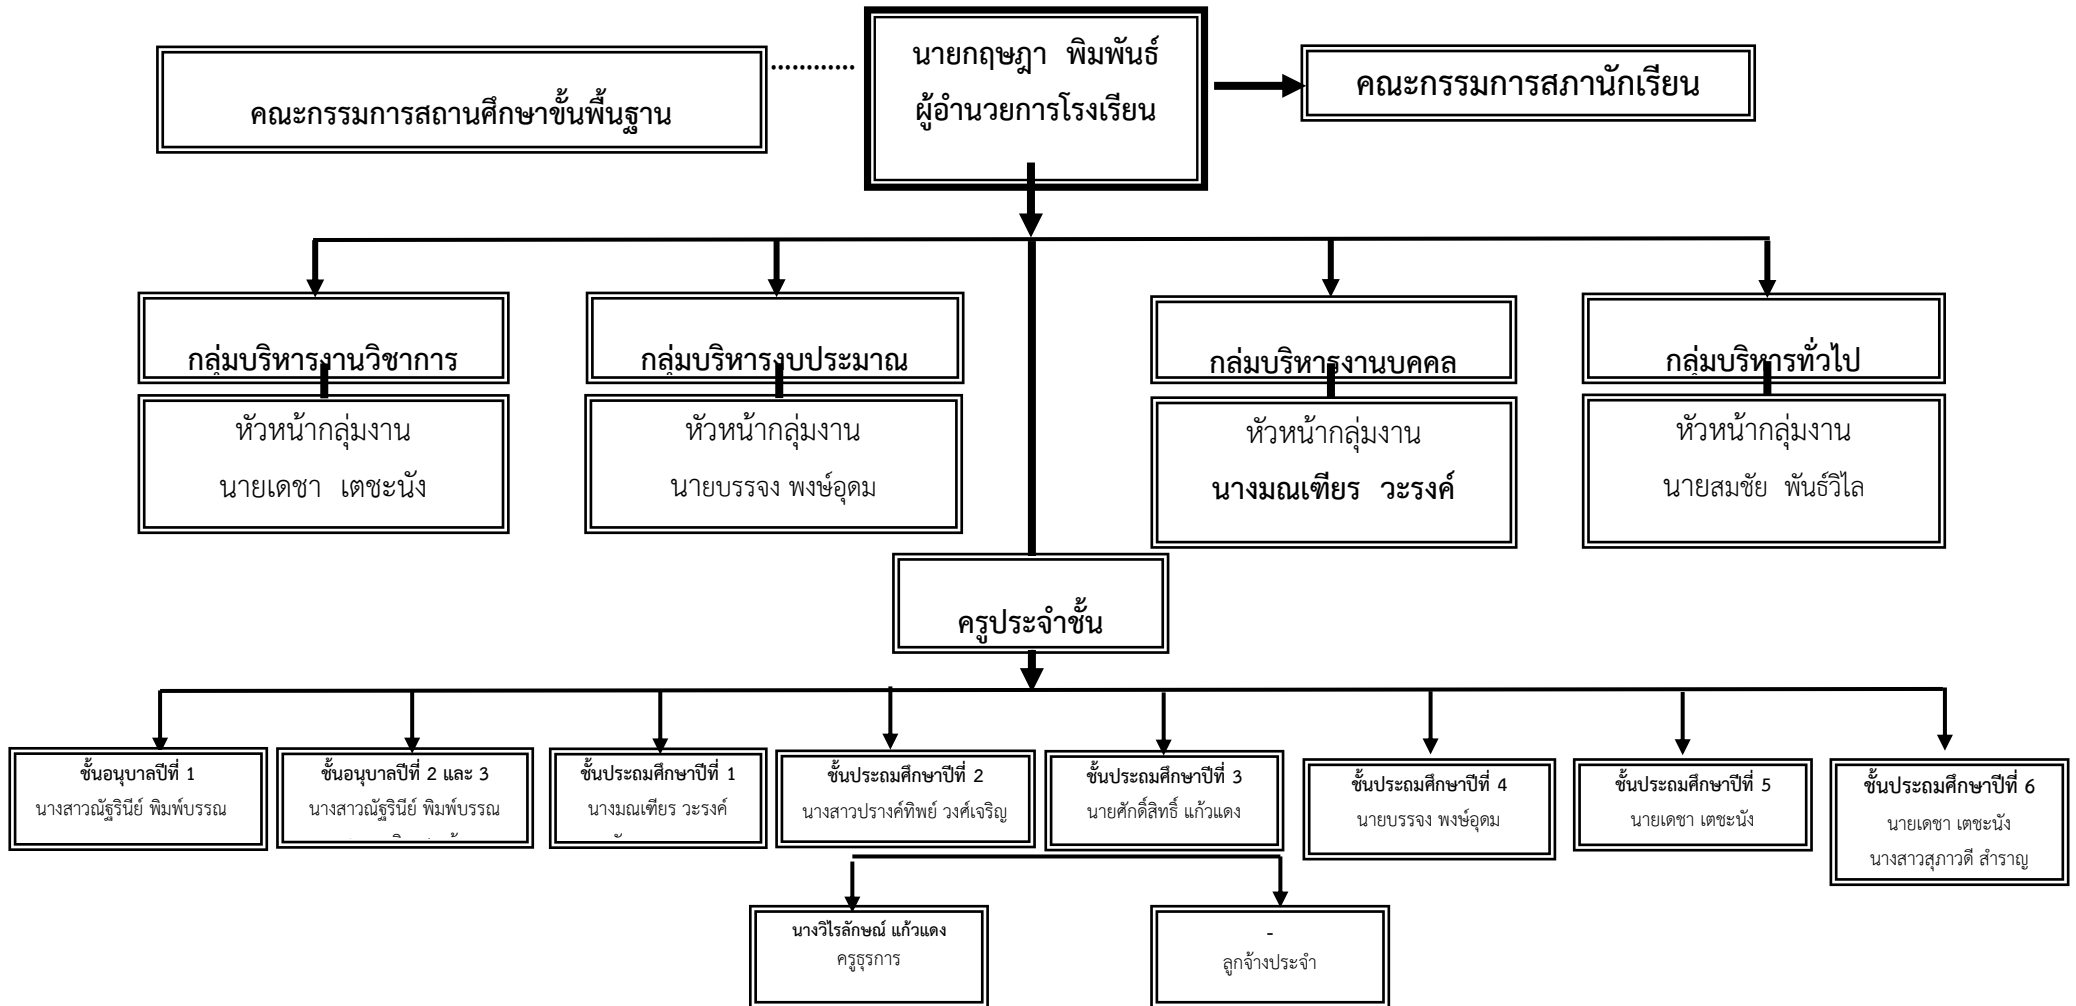 นายกฤษฎา พิมพันธ์
ผู้อำนวยการโรงเรียน
............
คณะกรรมการสถานศึกษาขั้นพื้นฐาน
คณะกรรมการสภานักเรียน
กลุ่มบริหารงานวิชาการ
กลุ่มบริหารงบประมาณ
กลุ่มบริหารงานบคคล
กลุ่มบริหารทั่วไป
หัวหน้ากลุ่มงาน
นายเดชา เตชะนัง
หัวหน้ากลุ่มงาน
นายบรรจง พงษ์อุดม
หัวหน้ากลุ่มงาน
นางมณเฑียร วะรงค์
หัวหน้ากลุ่มงาน
นายสมชัย พันธ์วิไล
ครูประจำชั้น
ชั้นอนุบาลปีที่ 1
นางสาวณัฐรินีย์ พิมพ์บรรณ
ชั้นอนุบาลปีที่ 2 และ 3
นางสาวณัฐรินีย์ พิมพ์บรรณ
ชั้นประถมศึกษาปีที่ 1
นางมณเฑียร วะรงค์
ชั้นประถมศึกษาปีที่ 2
นางสาวปรางค์ทิพย์ วงศ์เจริญ
ชั้นประถมศึกษาปีที่ 3
นายศักดิ์สิทธิ์ แก้วแดง
ชั้นประถมศึกษาปีที่ 4
นายบรรจง พงษ์อุดม
ชั้นประถมศึกษาปีที่ 5
นายเดชา เตชะนัง
ชั้นประถมศึกษาปีที่ 6
นายเดชา เตชะนัง
นางสาวสุภาวดี สำราญ
นางวิไรลักษณ์ แก้วแดง
ครูธุรการ
-
ลูกจ้างประจำ